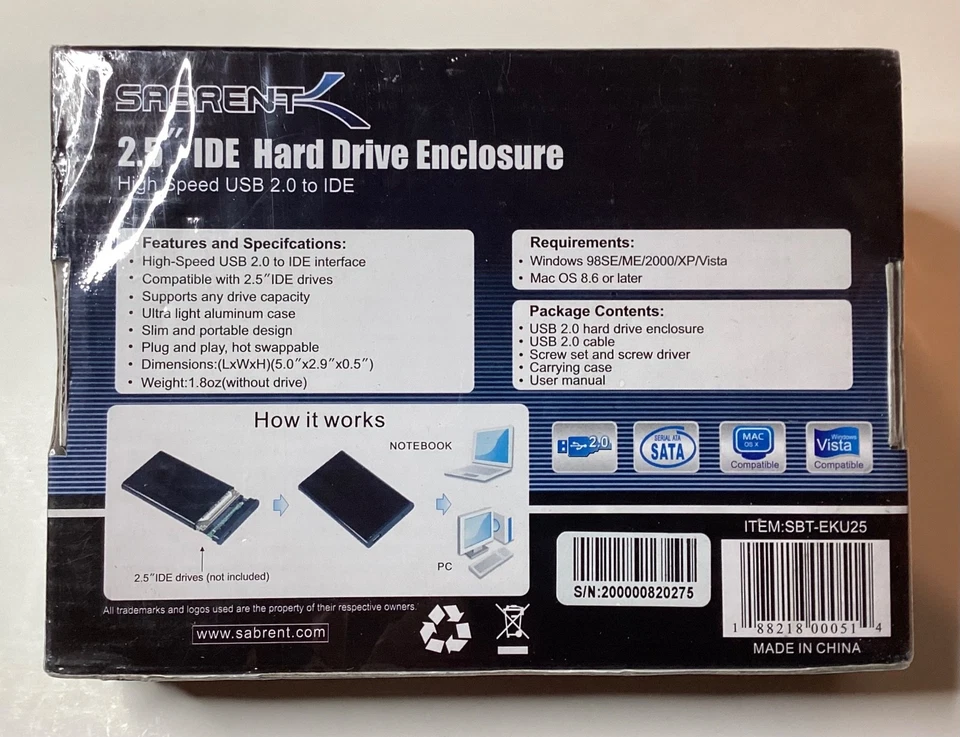 SABRENT
2.5" IDE Hard Drive Enclosure
High Speed USB 2.0 to IDE
Features and Specifcations:
• High-Speed USB 2.0 to IDE interface
• Compatible with 2.5"IDE drives
• Supports any drive capacity
• Ultra light aluminum case
• Slim and portable design
• Plug and play, hot swappable
• Dimensions:(LxWxH)(5.0"x2.9"x0.5")
• Weight:1.8oz(without drive)
Requirements:
• Windows 98SE/ME/2000/XP/Vista
• Mac OS 8.6 or later
Package Contents:
• USB 2.0 hard drive enclosure
• USB 2.0 cable
• Screw set and screw driver
• Carrying case
• User manual
How it works
NOTEBOOK
PC
2.5"IDE drives (not included)
2.0
SERIAL ATA
SATA
MAC
OS X
Compatible
Windows
Vista
Compatible
ITEM:SBT-EKU25
S/N:200000820275
1 88218 00051 4
MADE IN CHINA
All trademarks and logos used are the property of their respective owners.
www.sabrent.com